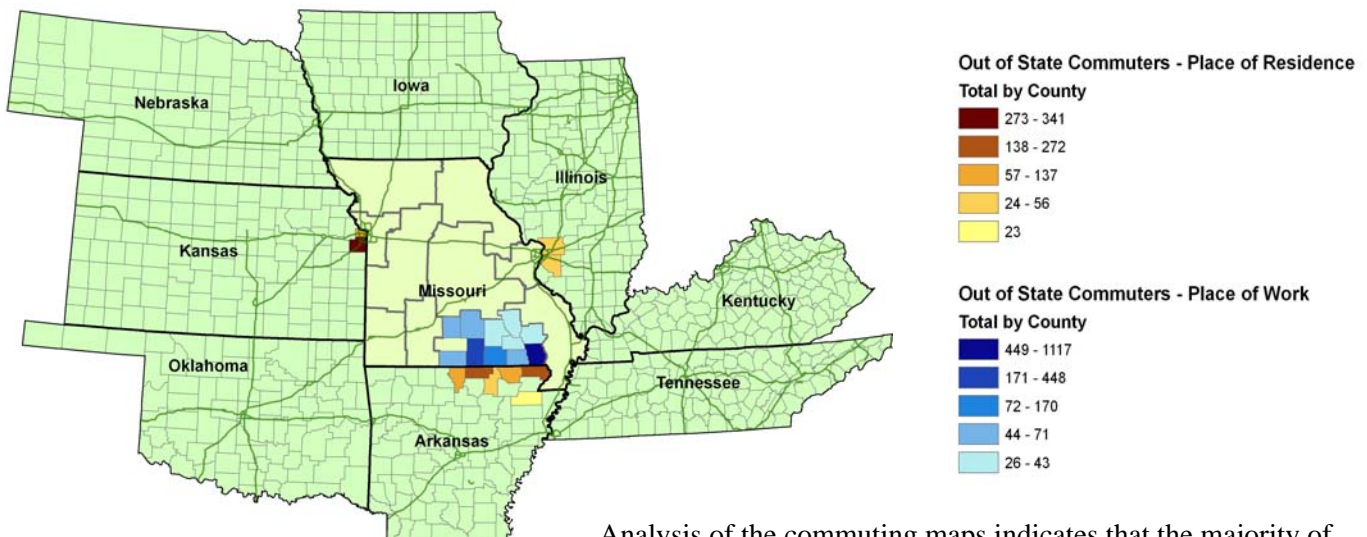 Nebraska
Iowa
Illinois
Kansas
Missouri
Kentucky
Oklahoma
Tennessee
Arkansas
Out of State Commuters - Place of Residence
Total by County
273 - 341
138 - 272
57 - 137
24 - 56
23
Out of State Commuters - Place of Work
Total by County
449 - 1117
171 - 448
72 - 170
44 - 71
26 - 43
Analysis of the commuting maps indicates that the majority of